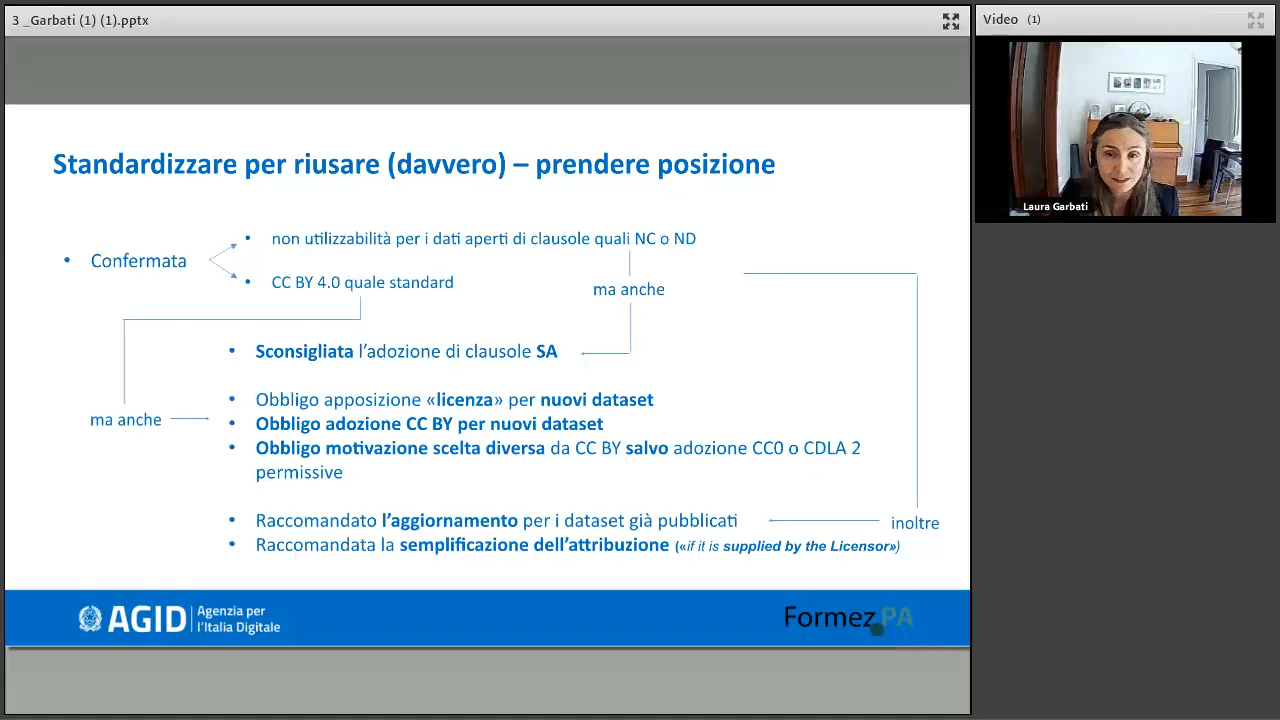 3 _Garbati (1) (1).pptx
Video (1)
Laura Garbati
Standardizzare per riusare (davvero) – prendere posizione
• Confermata
• non utilizzabilità per i dati aperti di clausole quali NC o ND
• CC BY 4.0 quale standard
ma anche
• Sconsigliata l’adozione di clausole SA
ma anche
• Obbligo apposizione «licenza» per nuovi dataset
• Obbligo adozione CC BY per nuovi dataset
• Obbligo motivazione scelta diversa da CC BY salvo adozione CC0 o CDLA 2
permissive
• Raccomandato l’aggiornamento per i dataset già pubblicati
inoltre
• Raccomandata la semplificazione dell’attribuzione («if it is supplied by the Licensor»)
AGID
Agenzia per
l’Italia Digitale
Formez PA